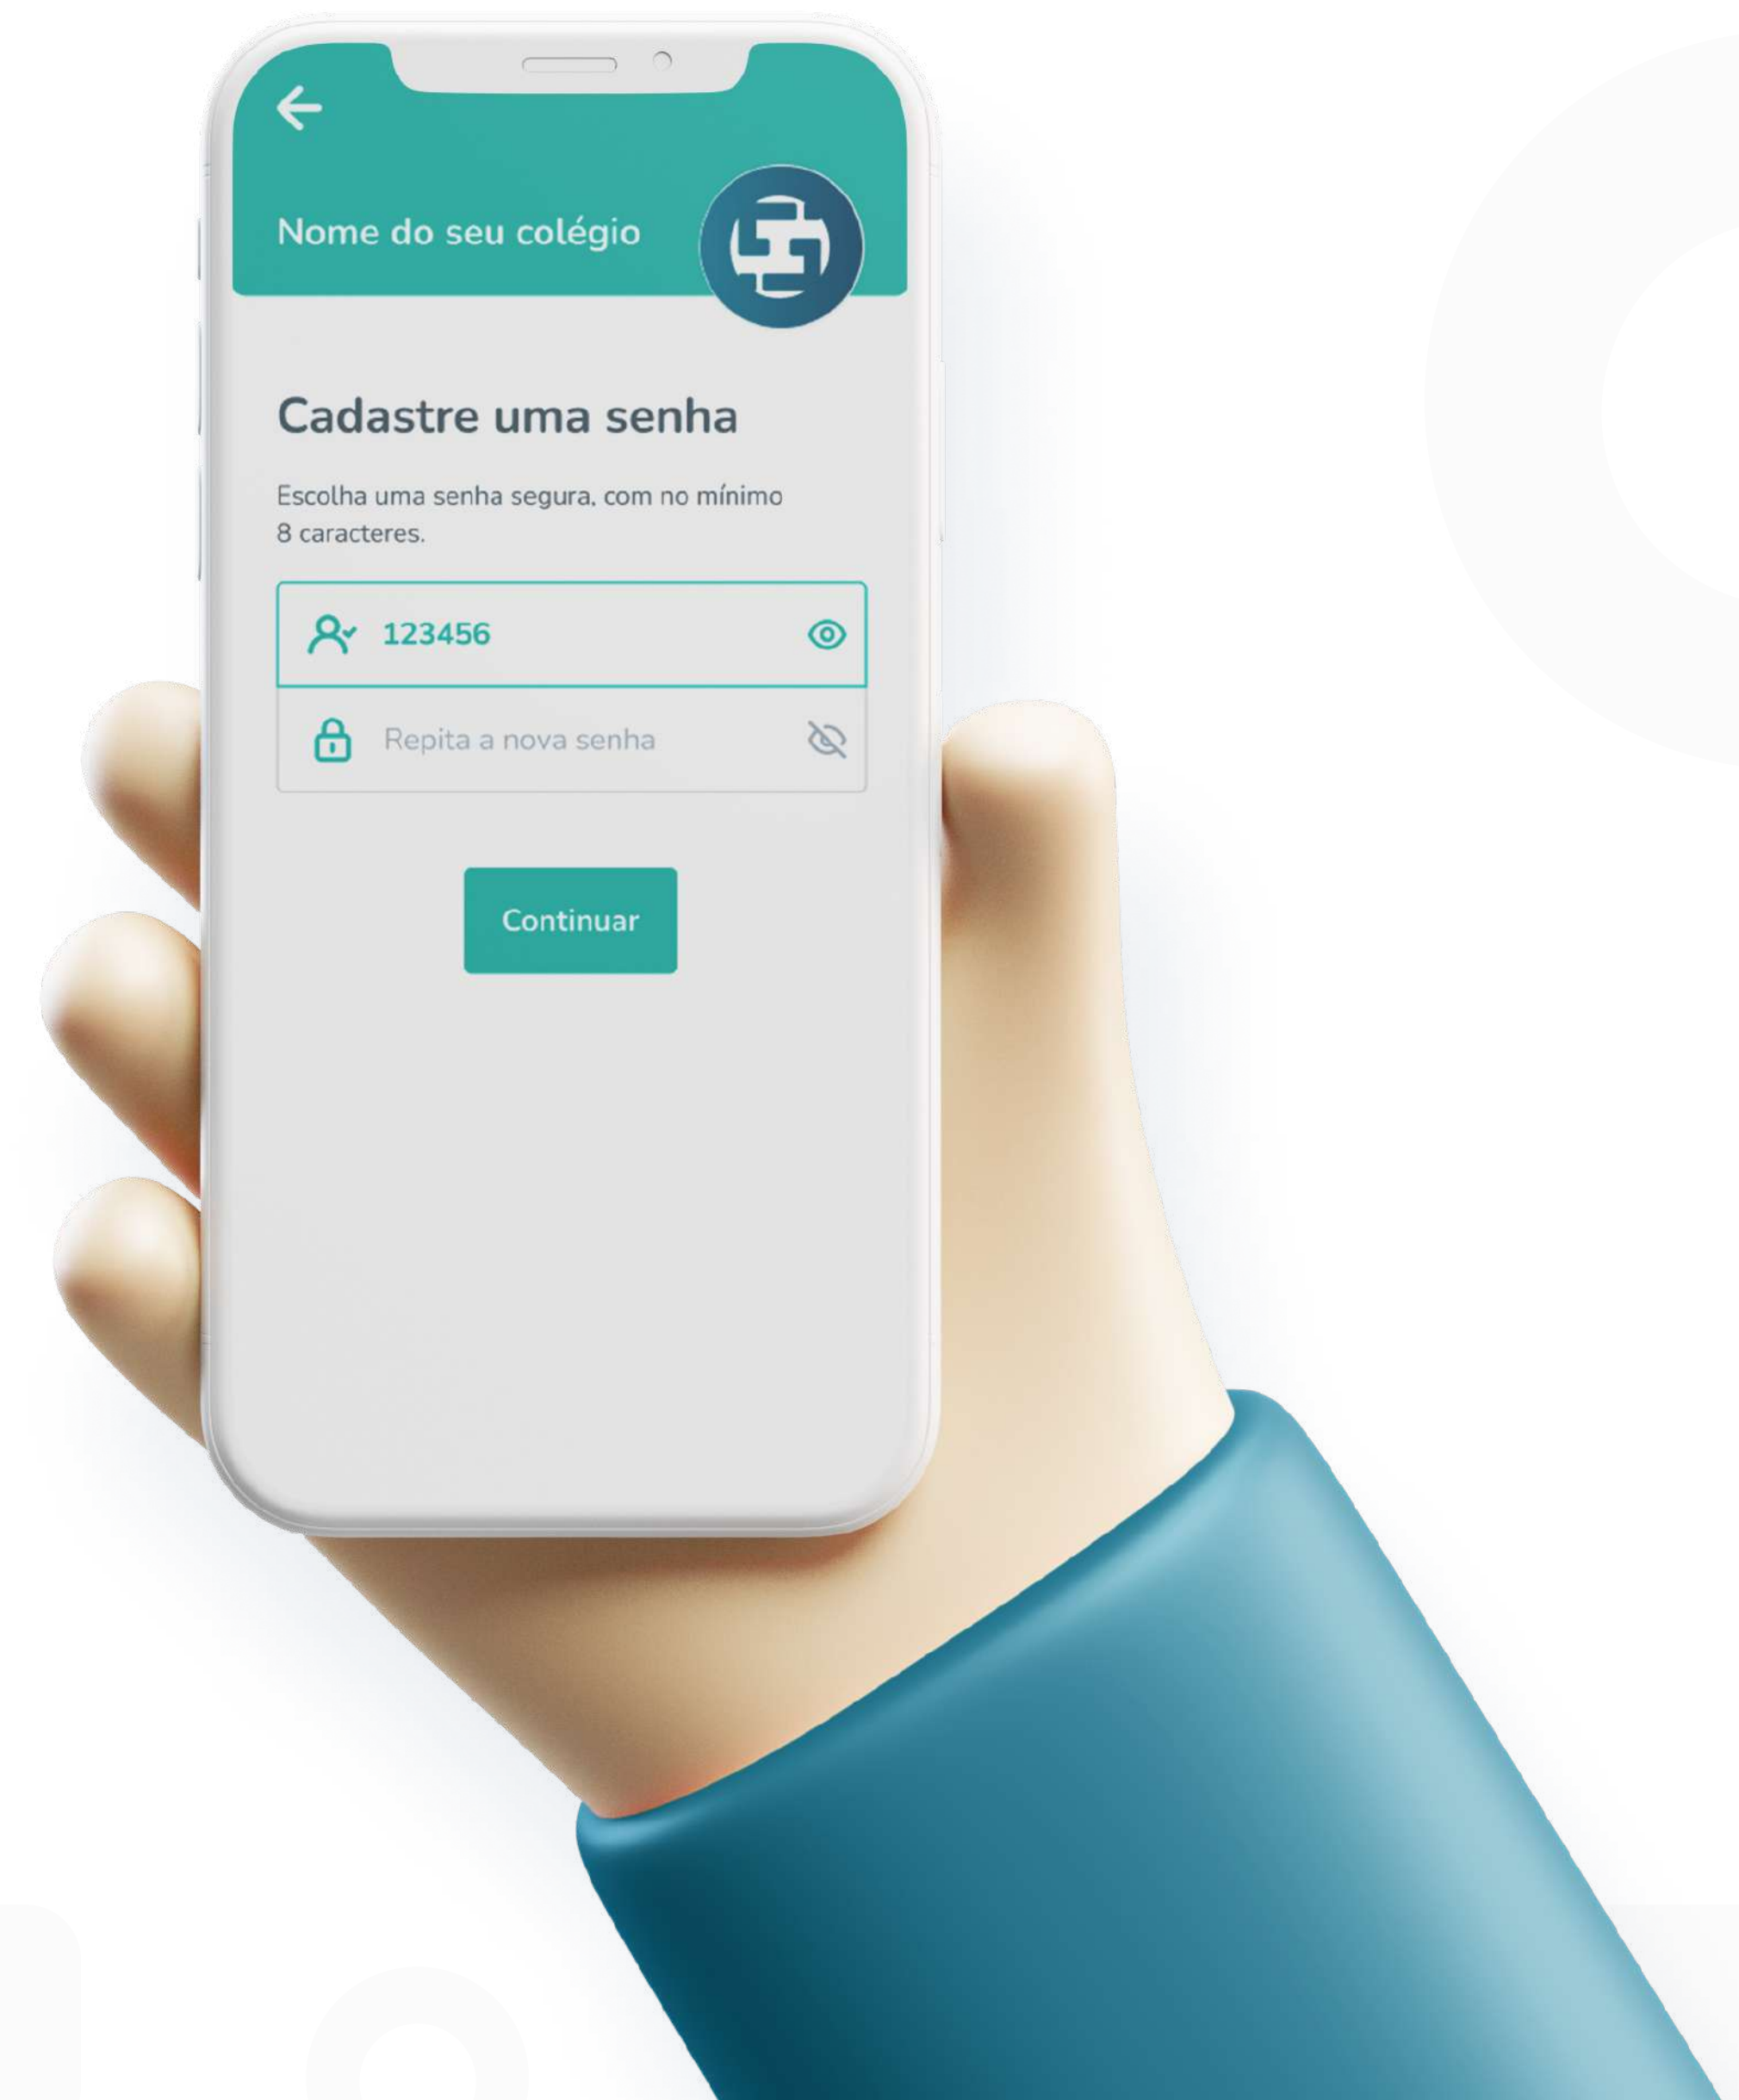 Nome do seu colégio
Cadastre uma senha
Escolha uma senha segura, com no mínimo
8 caracteres.
123456
Repita a nova senha
Continuar